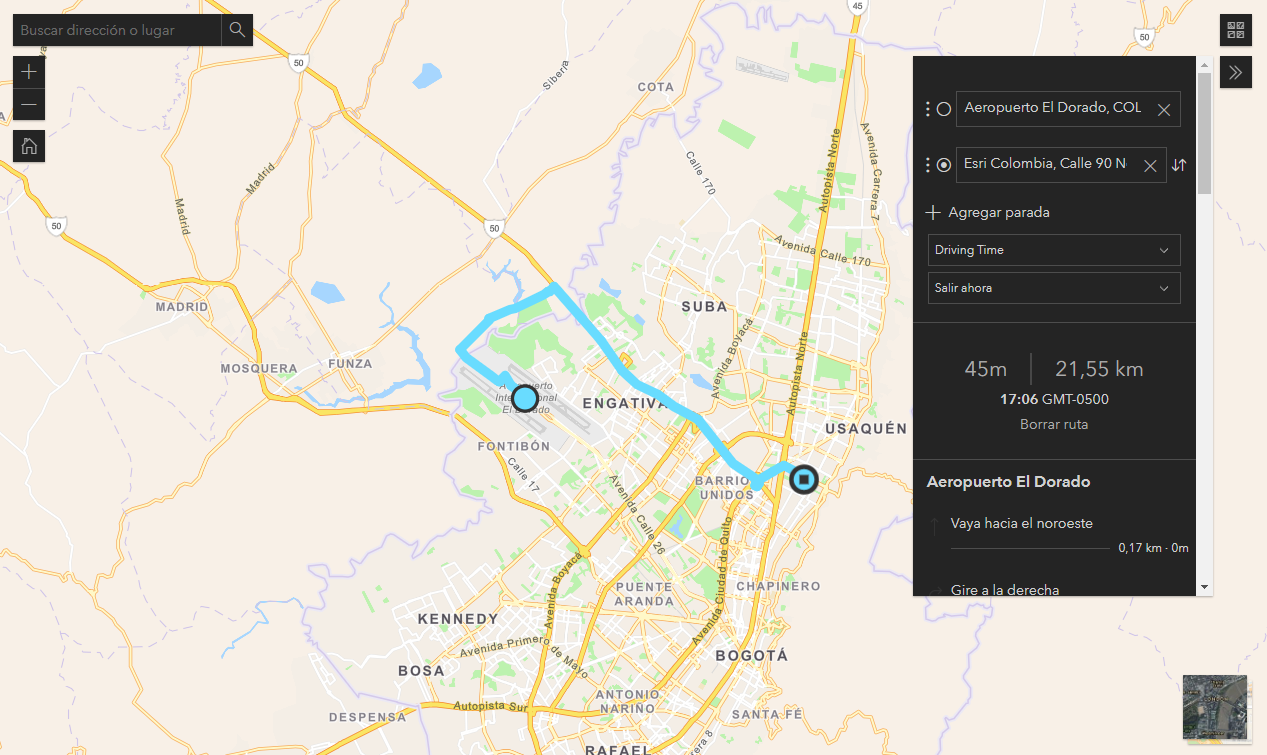 Buscar dirección o lugar
45
50
50
Siberia
COTA
Calle 170
Autopista Norte
Avenida Carrera 7
Madrid
Madrid
50
50
Avenida Calle 170
MADRID
SUBA
Avenida Boyacá
Autopista Norte
MOSQUERA
FUNZA
Aeropuerto
Internacional
El Dorado
ENGATIVÁ
USAQUÉN
FONTIBÓN
Calle 17
Avenida Calle 26
BARRIOS
UNIDOS
Avenida Ciudad de Quito
PUENTE
ARANDA
CHAPINERO
Avenida Boyacá
KENNEDY
Avenida Primero de Mayo
BOGOTÁ
BOSA
ANTONIO
NARIÑO
Autopista Sur
DESPENSA
SANTA FÉ
RAFAEL
Aeropuerto El Dorado, COL
Esri Colombia, Calle 90 N
Agregar parada
Driving Time
Salir ahora
45m
21,55 km
17:06 GMT-0500
Borrar ruta
Aeropuerto El Dorado
Vaya hacia el noroeste
0,17 km · 0m
Gire a la derecha